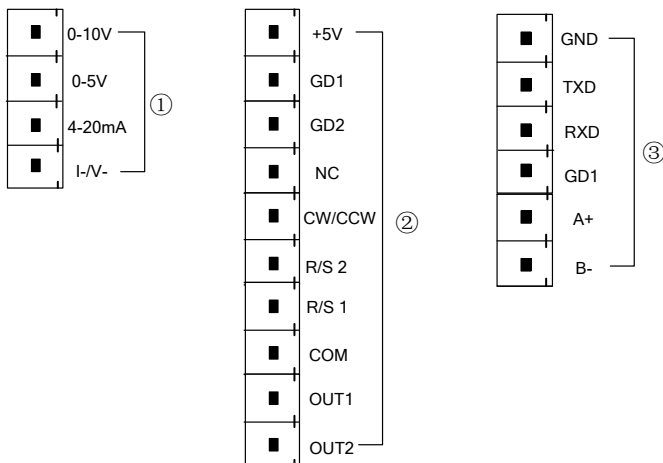 0-10V
0-5V
4-20mA
I-/V-
①
+5V
GD1
GD2
NC
CW/CCW
R/S 2
R/S 1
COM
OUT1
OUT2
②
GND
TXD
RXD
GD1
A+
B-
③